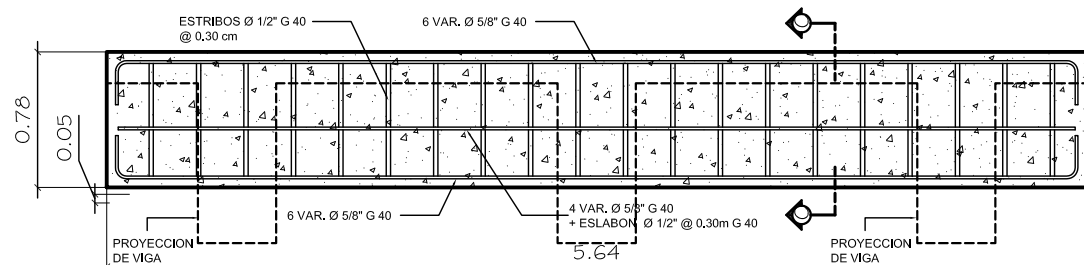 ESTRIBOS Ø 1/2" G 40
@ 0.30 cm
6 VAR. Ø 5/8" G 40
0.78
0.05
6 VAR. Ø 5/8" G 40
4 VAR. Ø 5/8" G 40
+ ESLABON Ø 1/2" @ 0.30m G 40
PROYECCION
DE VIGA
5.64
PROYECCION
DE VIGA